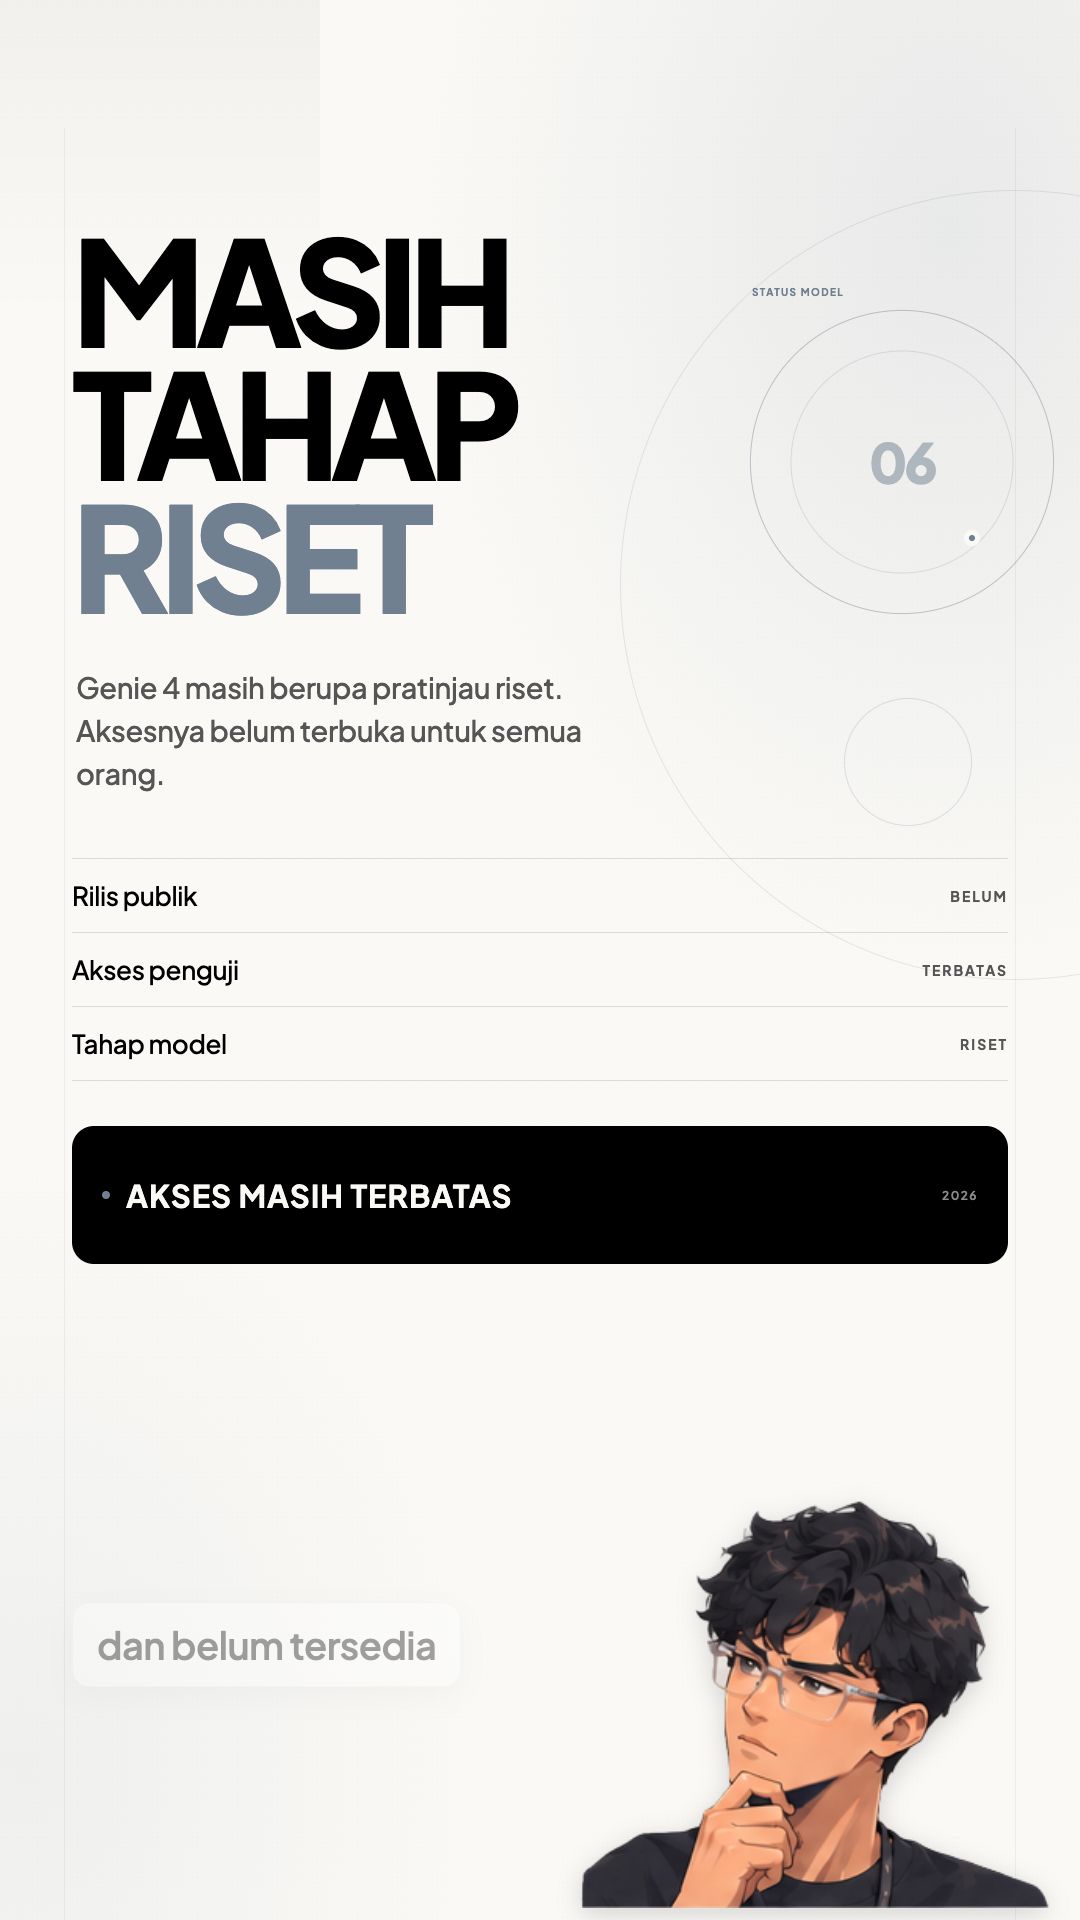 MASIH
TAHAP
RISET
STATUS MODEL
06
Genie 4 masih berupa pratinjau riset.
Aksesnya belum terbuka untuk semua
orang.
Rilis publik BELUM
Akses penguji TERBATAS
Tahap model RISET
AKSES MASIH TERBATAS 2026
dan belum tersedia